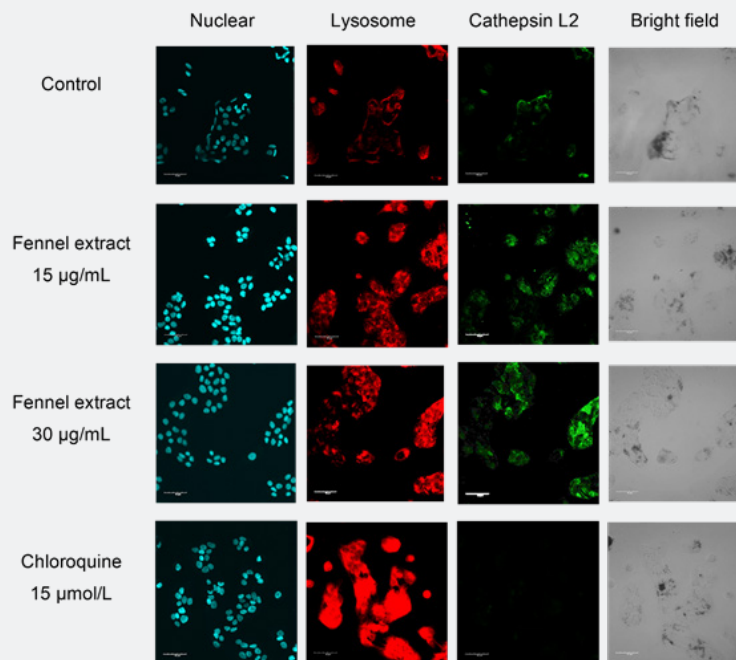 Nuclear Lysosome Cathepsin L2 Bright field
Control
Fennel extract
15 µg/mL
Fennel extract
30 µg/mL
Chloroquine
15 µmol/L